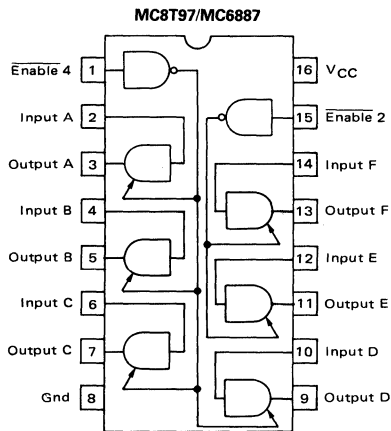 MC8T97/MC6887
Enable 4 1
16 VCC
Input A 2
15 Enable 2
Output A 3
14 Input F
Input B 4
13 Output F
Output B 5
12 Input E
Input C 6
11 Output E
Output C 7
10 Input D
Gnd 8
9 Output D